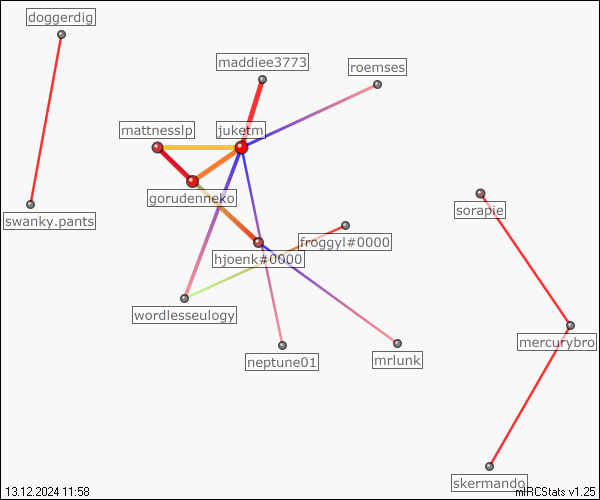 doggerdig
maddiee3773
roemses
mattnesslp
juketm
gorudenneko
sorapie
swanky.pants
froggyl#0000
hjoenk#0000
wordlesseulogy
mercurybro
neptune01
mrlunk
skermando
13.12.2024 11:58
mIRCStats v1.25